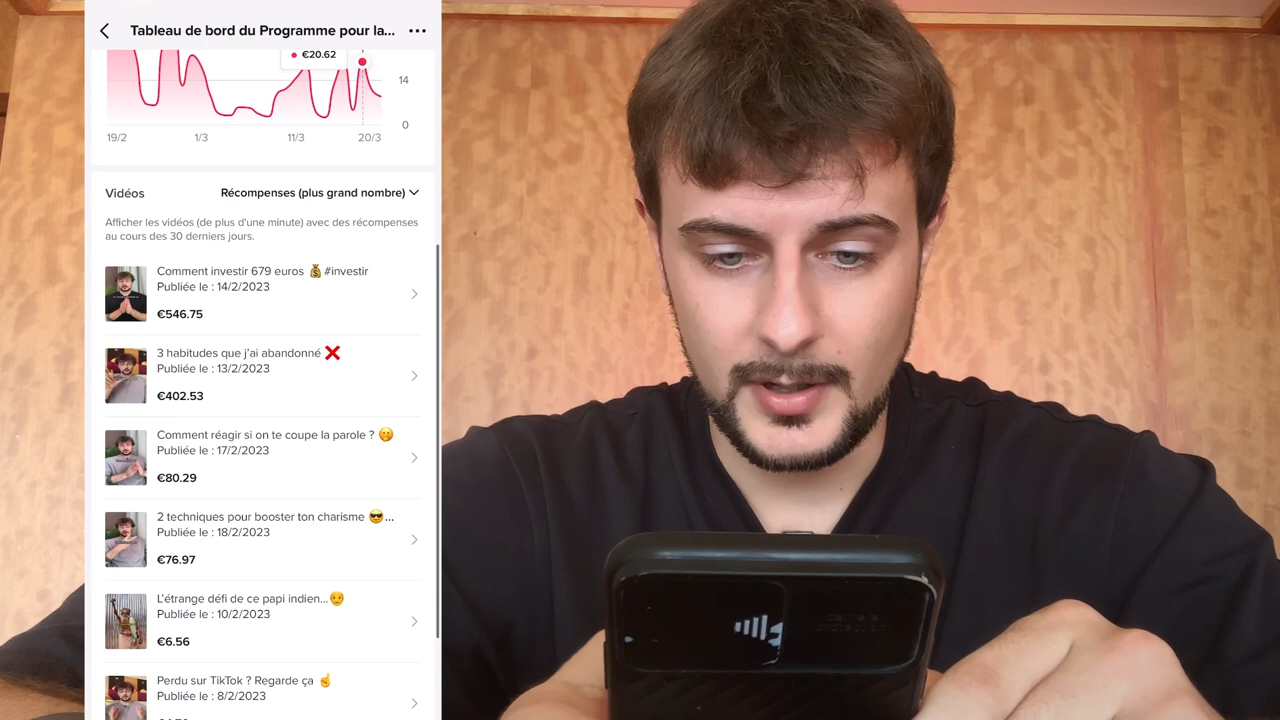 Tableau de bord du Programme pour la...
€20.62
14
0
19/2
1/3
11/3
20/3
Vidéos
Récompenses (plus grand nombre)
Afficher les vidéos (de plus d'une minute) avec des récompenses
au cours des 30 derniers jours.
Comment investir 679 euros 💰 #investir
Publiée le : 14/2/2023
€546.75
3 habitudes que j'ai abandonné ❌
Publiée le : 13/2/2023
€402.53
Comment réagir si on te coupe la parole ? 🤭
Publiée le : 17/2/2023
€80.29
2 techniques pour booster ton charisme 😎...
Publiée le : 18/2/2023
€76.97
L'étrange défi de ce papi indien...👴
Publiée le : 10/2/2023
€6.56
Perdu sur TikTok ? Regarde ça ☝️
Publiée le : 8/2/2023